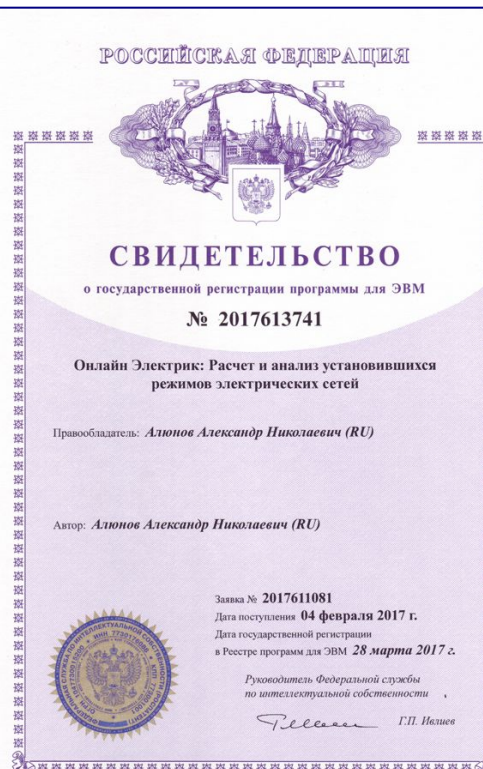 РОССИЙСКАЯ ФЕДЕРАЦИЯ
СВИДЕТЕЛЬСТВО
о государственной регистрации программы для ЭВМ
№ 2017613741
Онлайн Электрик: Расчет и анализ установившихся
режимов электрических сетей
Правообладатель: Алюнов Александр Николаевич (RU)
Автор: Алюнов Александр Николаевич (RU)
Заявка № 2017611081
Дата поступления 04 февраля 2017 г.
Дата государственной регистрации
в Реестре программ для ЭВМ 28 марта 2017 г.
Руководитель Федеральной службы
по интеллектуальной собственности
Г.П. Ивлиев